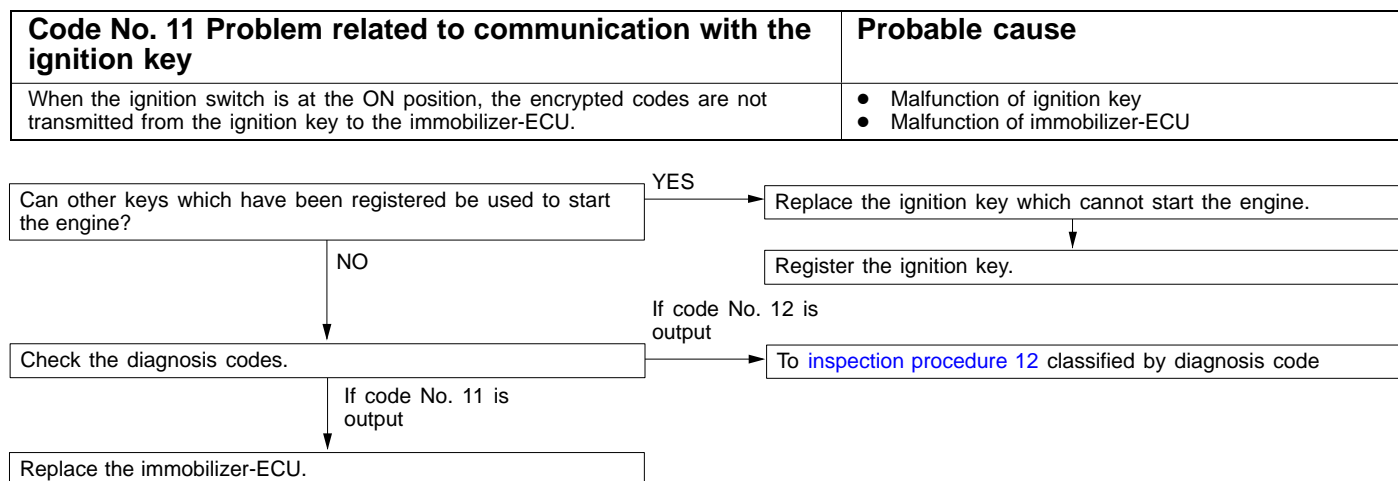 Code No. 11 Problem related to communication with the
ignition key
Probable cause
When the ignition switch is at the ON position, the encrypted codes are not
transmitted from the ignition key to the immobilizer-ECU.
● Malfunction of ignition key
● Malfunction of immobilizer-ECU
Can other keys which have been registered be used to start
the engine?
YES
Replace the ignition key which cannot start the engine.
Register the ignition key.
NO
Check the diagnosis codes.
If code No. 12 is
output
To inspection procedure 12 classified by diagnosis code
If code No. 11 is
output
Replace the immobilizer-ECU.